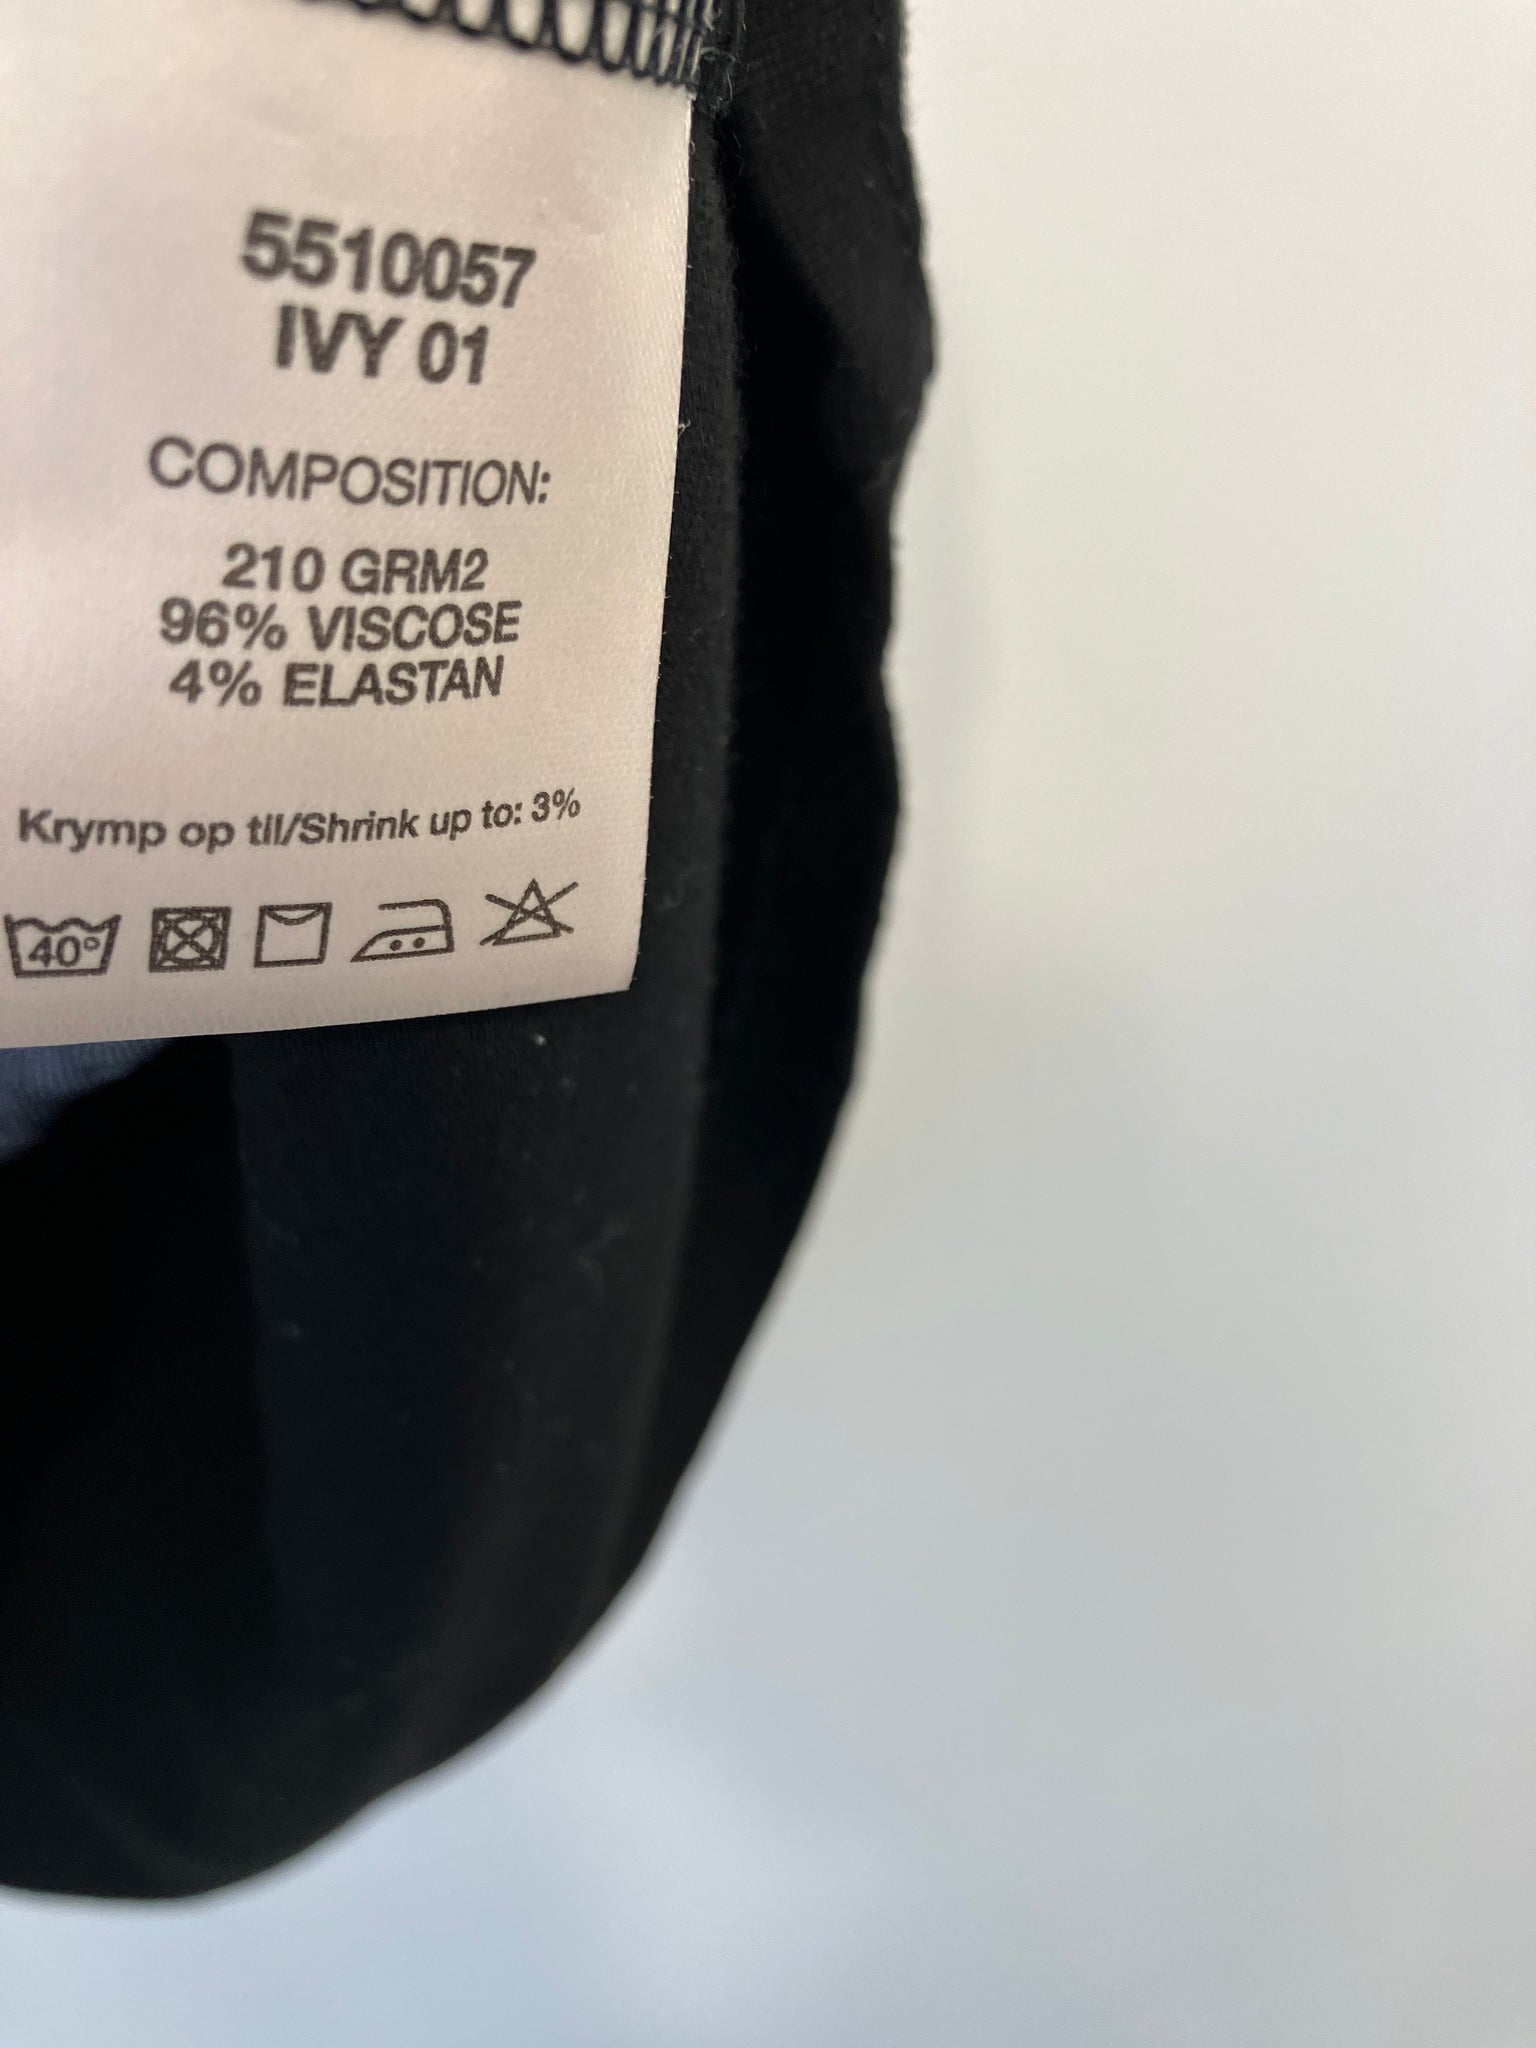 5510057
IVY 01
COMPOSITION:
210 GRM2
96% VISCOSE
4% ELASTAN
Krymp op til/Shrink up to: 3%
40°